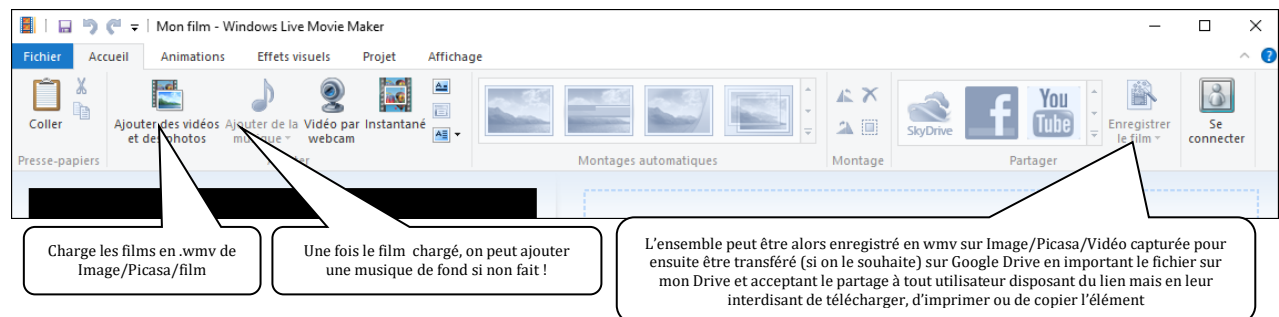 Mon film - Windows Live Movie Maker
Fichier Accueil Animations Effets visuels Projet Affichage
Coller
Ajouter des vidéos
et des photos
Ajouter de la
musique
Vidéo par
webcam
Instantané
SkyDrive
f
You
Tube
Enregistrer
le film
Se
connecter
Presse-papiers
Montages automatiques
Montage
Partager
Charge les films en .wmv de
Image/Picasa/film
Une fois le film chargé, on peut ajouter
une musique de fond si non fait !
L'ensemble peut être alors enregistré en wmv sur Image/Picasa/Vidéo capturée pour
ensuite être transféré (si on le souhaite) sur Google Drive en important le fichier sur
mon Drive et acceptant le partage à tout utilisateur disposant du lien mais en leur
interdisant de télécharger, d'imprimer ou de copier l'élément